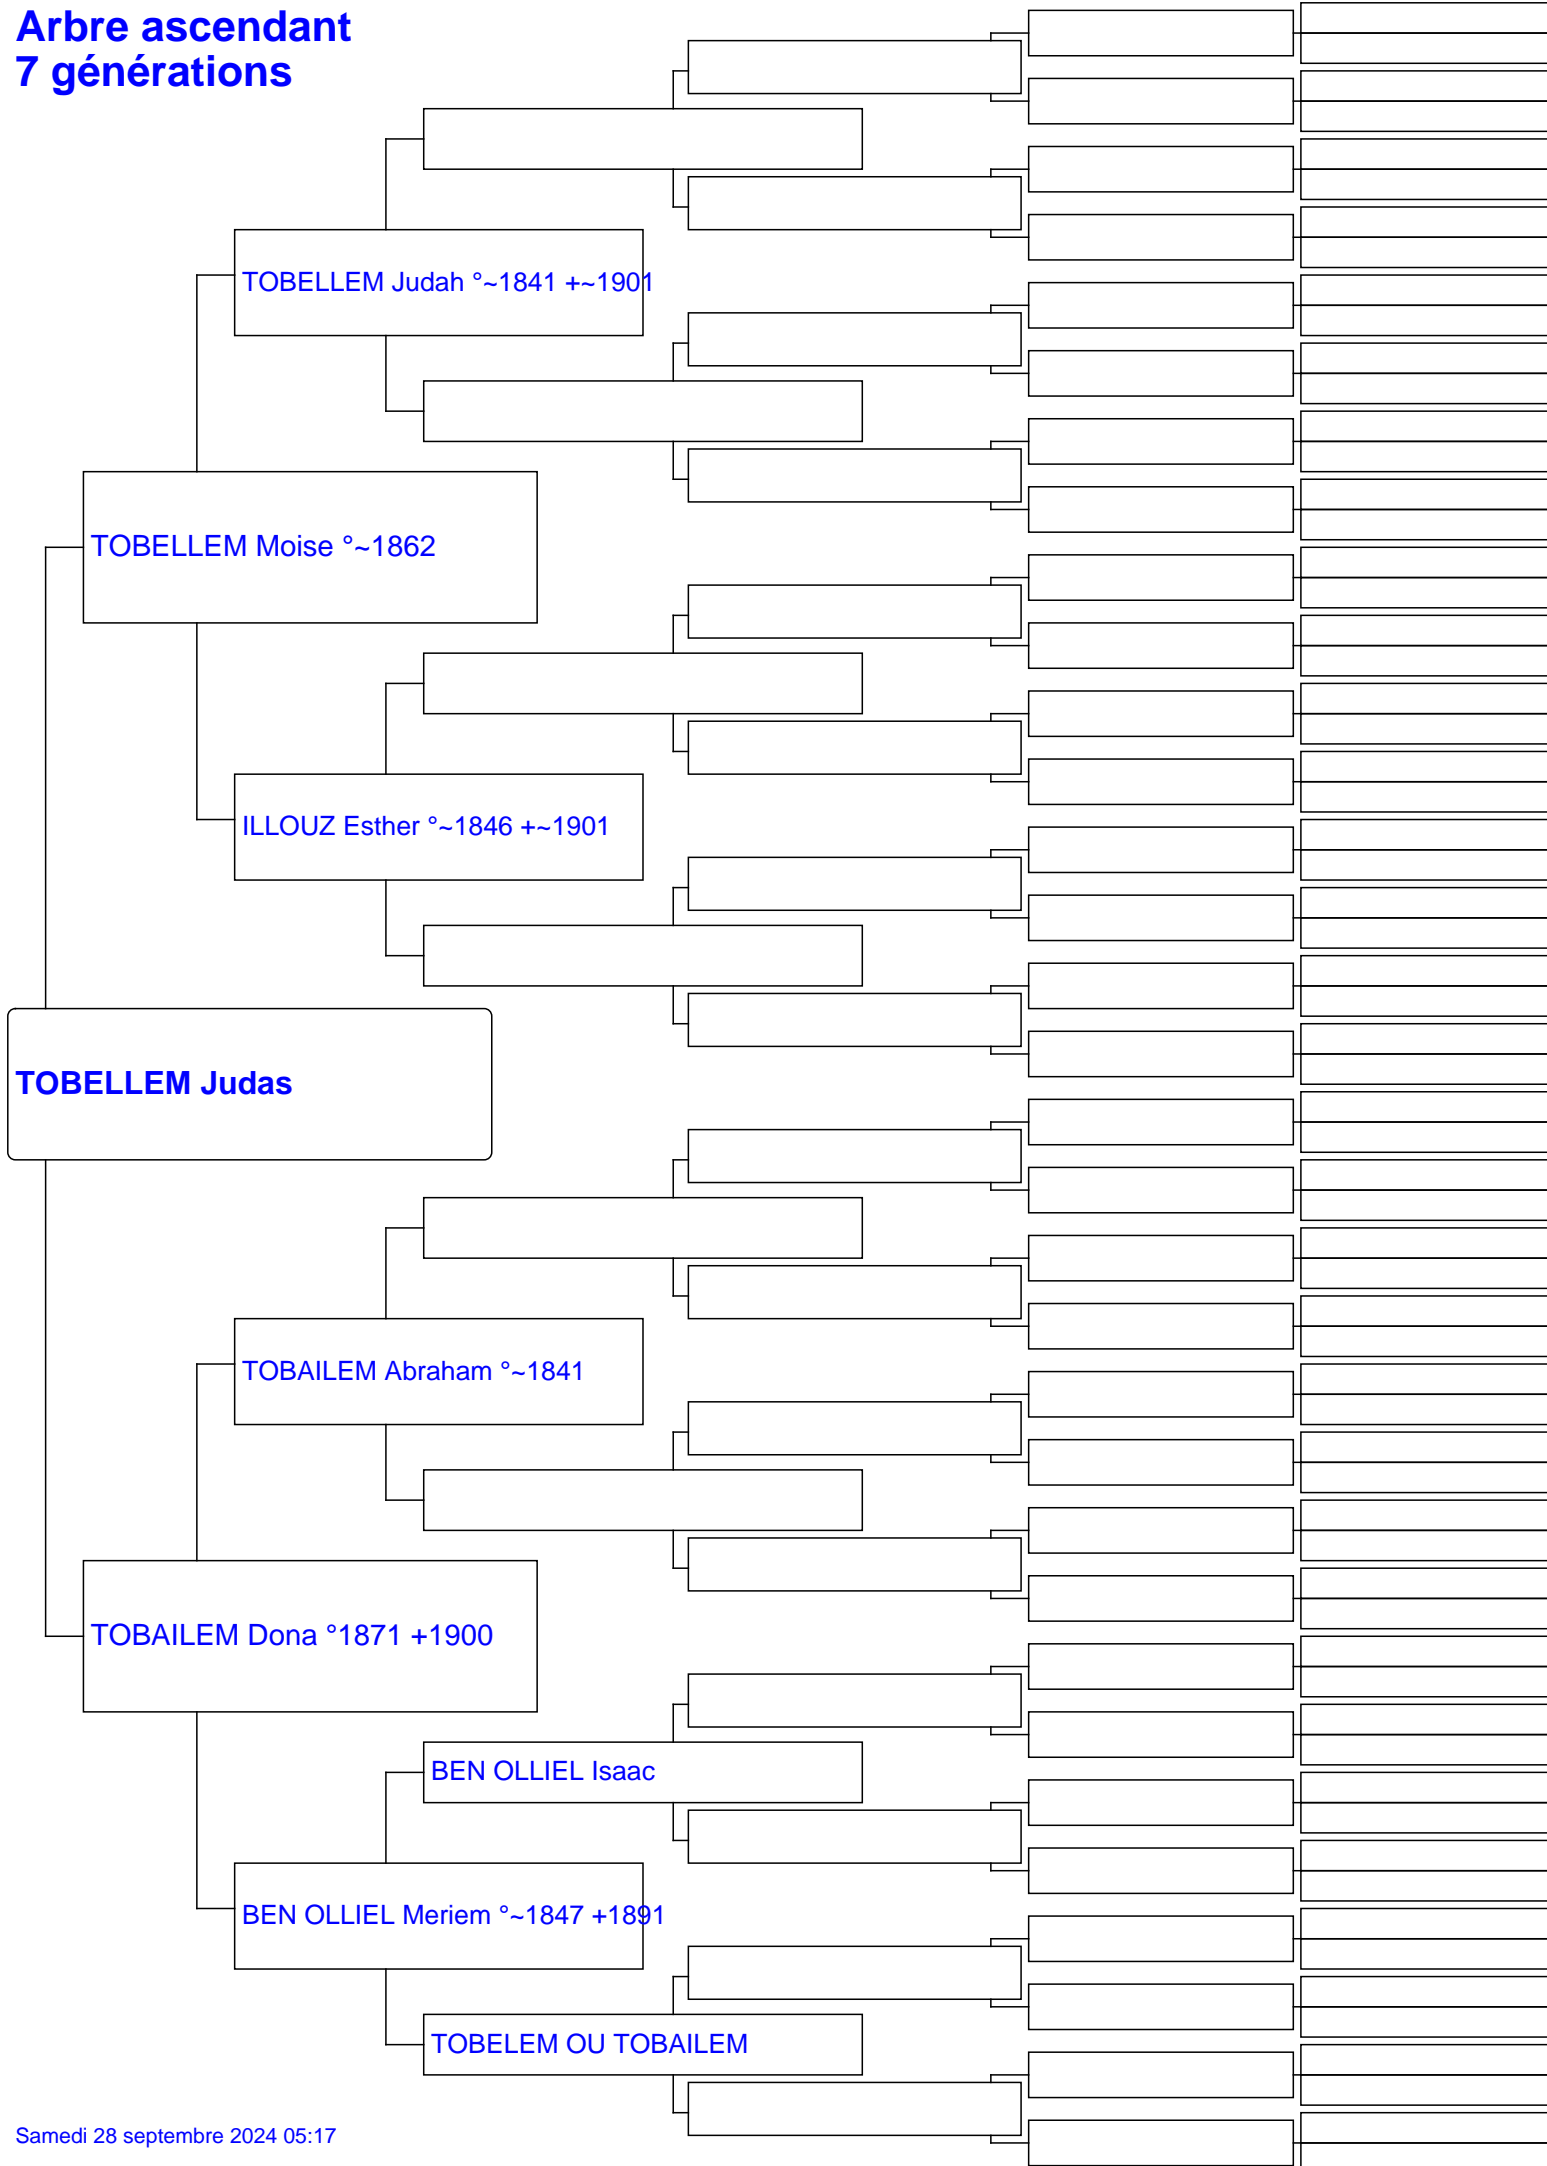 Arbre ascendant
7 générations
TOBELLEM Judah °~1841 +~1901
TOBELLEM Moise °~1862
ILLOUZ Esther °~1846 +~1901
TOBELLEM Judas
TOBAILEM Abraham °~1841
TOBAILEM Dona °1871 +1900
BEN OLLIEL Isaac
BEN OLLIEL Meriem °~1847 +1891
TOBELEM OU TOBAILEM
Samedi 28 septembre 2024 05:17